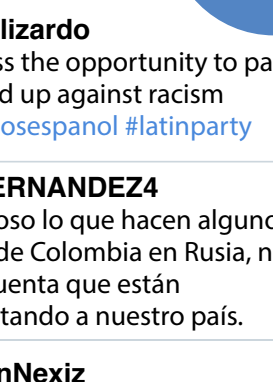 lizardo
ss the opportunity to pa
d up against racism
osespanol #latinparty
ERNANDEZ4
oso lo que hacen alguno
de Colombia en Rusia, n
uenta que están
tando a nuestro país.
nNexiz